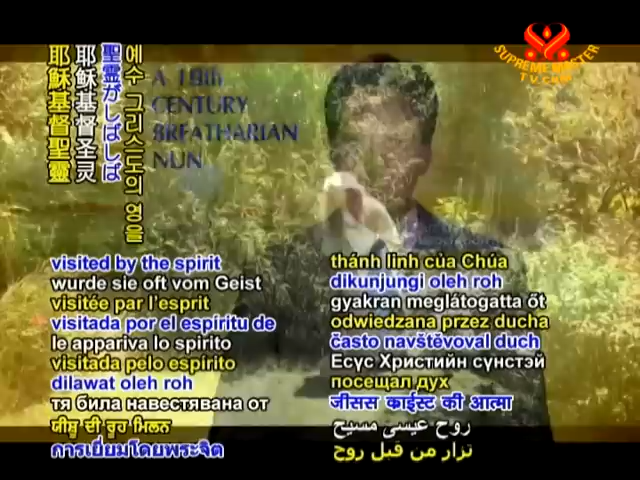 SUPREME MASTER
TV.COM
예수 그리스도의 영을
聖霊がしばしば
耶稣基督圣灵
耶穌基督聖靈
A 19th
CENTURY
BREATHARIAN
NUN
visited by the spirit
wurde sie oft vom Geist
visitée par l'esprit
visitada por el espíritu de
le appariva lo spirito
visitada pelo espírito
dilawat oleh roh
тя била навестявана от
ਯੀਸ਼ੂ ਦੀ ਰੂਹ ਮਿਲਨ
การเยี่ยมโดยพระจิต
thánh linh của Chúa
dikunjungi oleh roh
gyakran meglátogatta őt
odwiedzana przez ducha
často navštěvoval duch
Есүс Христийн сүнстэй
посещал дух
जीसस क्राईस्ट की आत्मा
روح عیسی مسیح
تزار من قبل روح